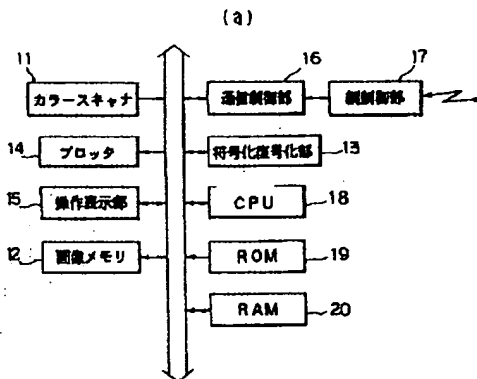 (a)
11
カラースキャナ
16
通信制御部
17
網制御部
14
プロッタ
符号化復号化部
13
15
操作表示部
CPU
18
12
画像メモリ
ROM
19
RAM
20